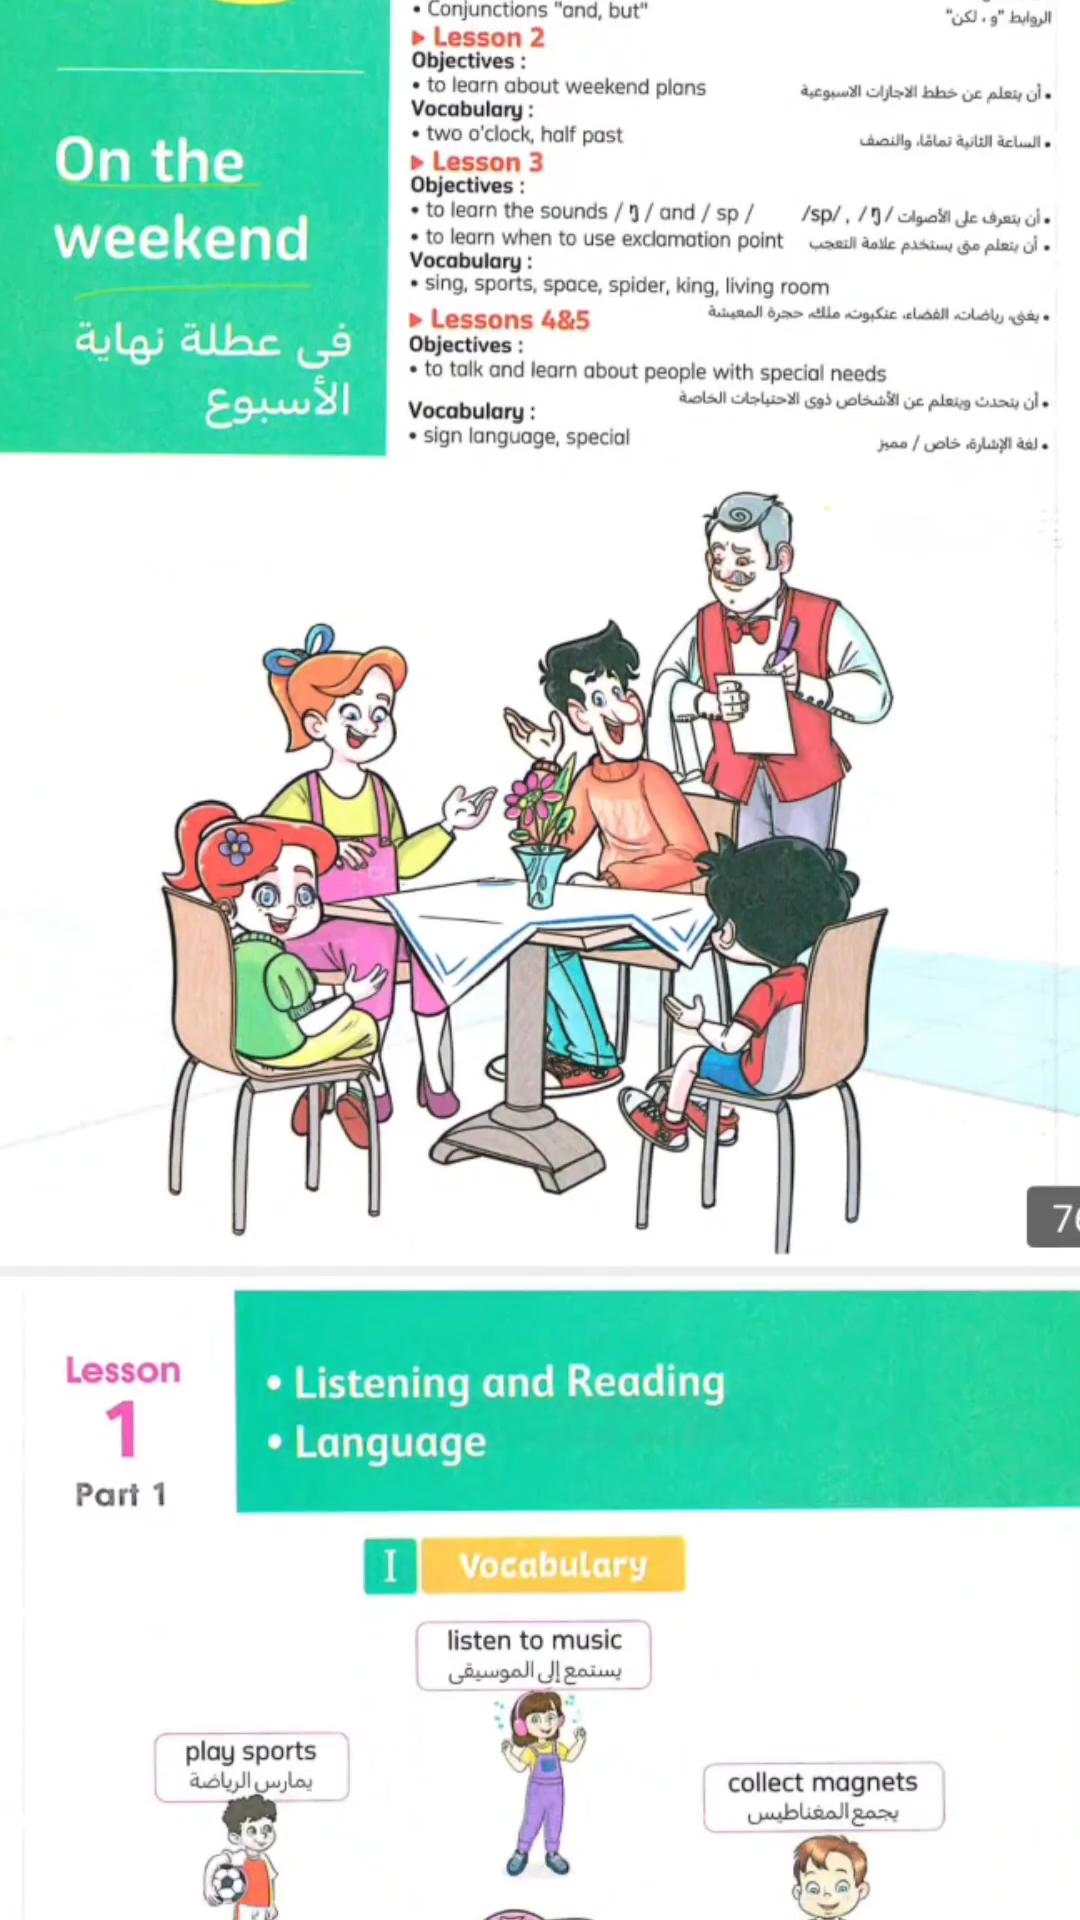 • Conjunctions "and, but"
الروابط "و ، لكن"
▸ Lesson 2
Objectives :
• to learn about weekend plans
• أن يتعلم عن خطط الاجازات الاسبوعية
Vocabulary :
• two o'clock, half past
• الساعة الثانية تمامًا، والنصف
▸ Lesson 3
Objectives :
• to learn the sounds / ŋ / and / sp /
• أن يتعرف على الأصوات / ŋ / , /sp/
• to learn when to use exclamation point
• أن يتعلم متى يستخدم علامة التعجب
Vocabulary :
• sing, sports, space, spider, king, living room
• يغنى، رياضات، الفضاء، عنكبوت، ملك، حجرة المعيشة
▸ Lessons 4&5
Objectives :
• to talk and learn about people with special needs
• أن يتحدث ويتعلم عن الأشخاص ذوى الاحتياجات الخاصة
Vocabulary :
• sign language, special
• لغة الإشارة، خاص / مميز
On the
weekend
فى عطلة نهاية
الأسبوع
Lesson
1
Part 1
• Listening and Reading
• Language
I Vocabulary
listen to music
يستمع إلى الموسيقى
play sports
يمارس الرياضة
collect magnets
يجمع المغناطيس